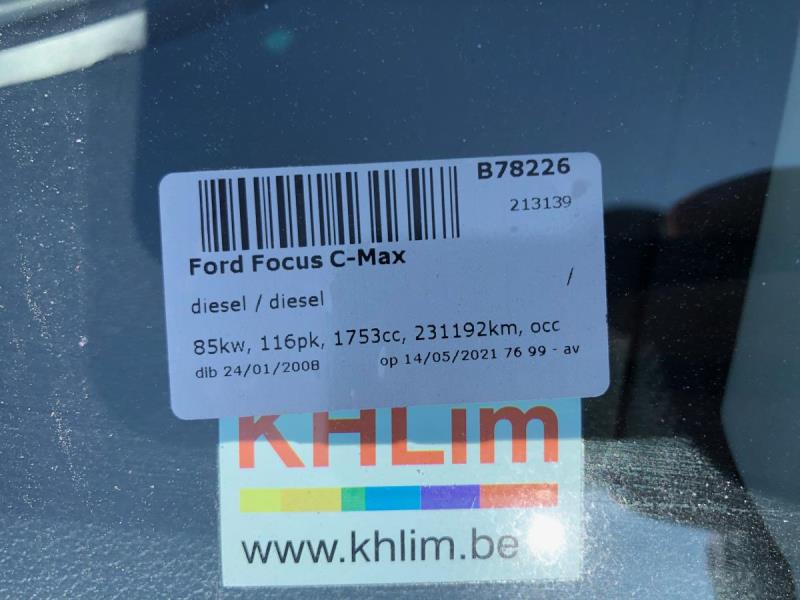 B78226
213139
Ford Focus C-Max
diesel / diesel /
85kw, 116pk, 1753cc, 231192km, occ
dib 24/01/2008 op 14/05/2021 76 99 - av
KHLim
www.khlim.be